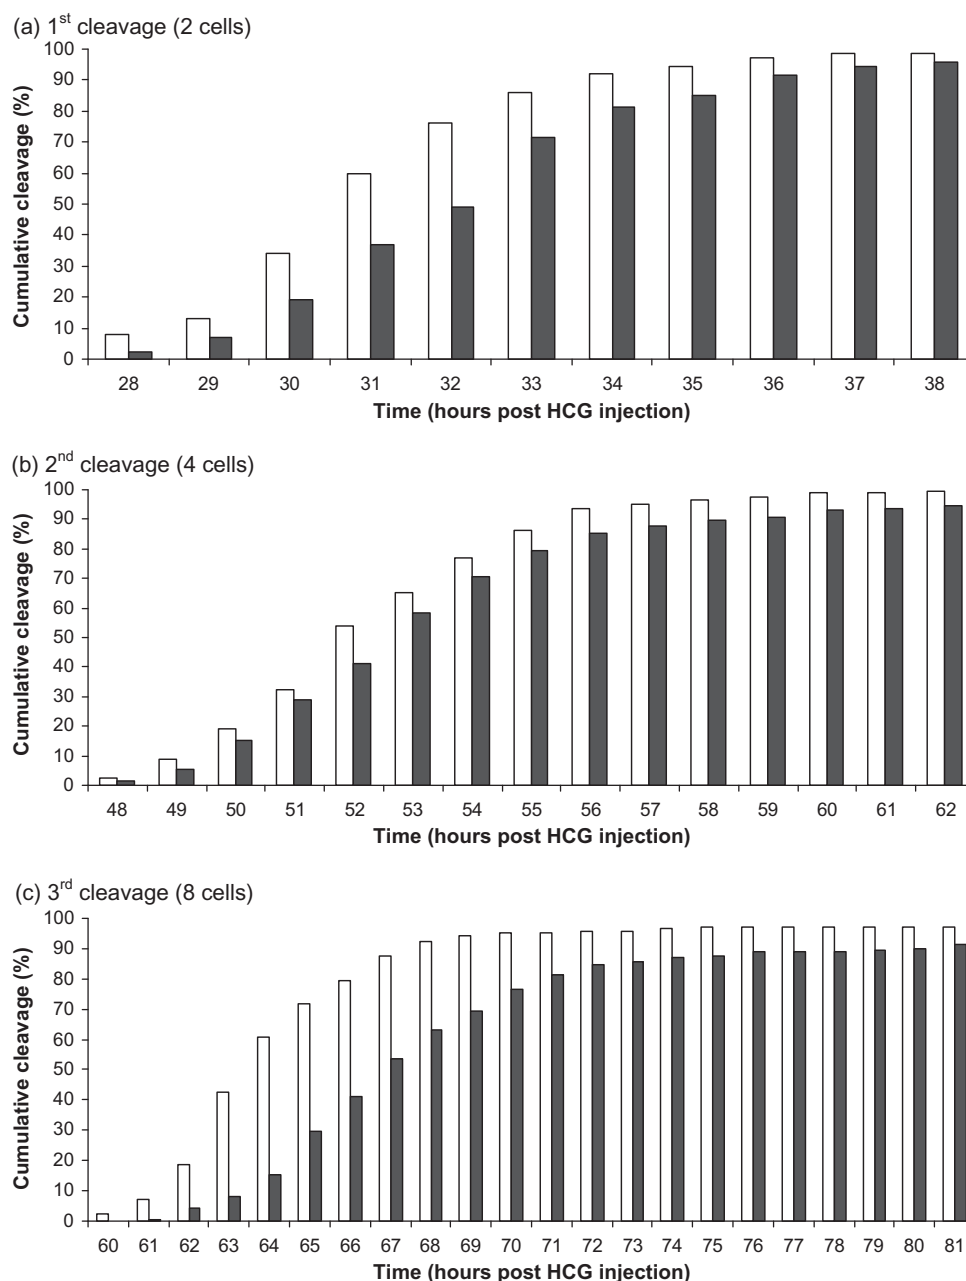 (a) 1st cleavage (2 cells)
100
90
80
70
60
50
40
30
20
10
0
Cumulative cleavage (%)
28 29 30 31 32 33 34 35 36 37 38
Time (hours post HCG injection)
(b) 2nd cleavage (4 cells)
100
90
80
70
60
50
40
30
20
10
0
Cumulative cleavage (%)
48 49 50 51 52 53 54 55 56 57 58 59 60 61 62
Time (hours post HCG injection)
(c) 3rd cleavage (8 cells)
100
90
80
70
60
50
40
30
20
10
0
Cumulative cleavage (%)
60 61 62 63 64 65 66 67 68 69 70 71 72 73 74 75 76 77 78 79 80 81
Time (hours post HCG injection)